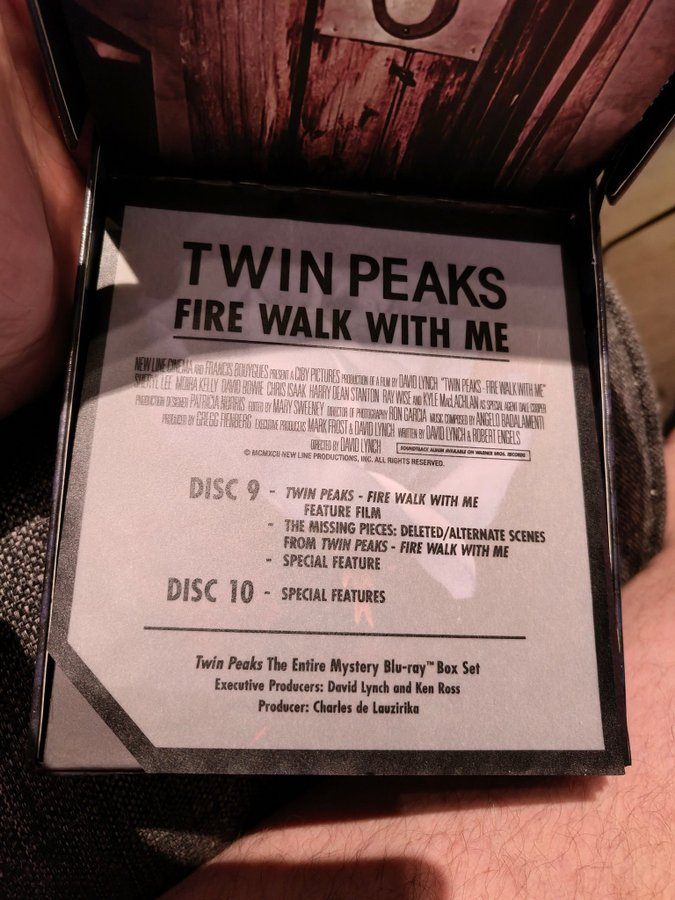 TWIN PEAKS
FIRE WALK WITH ME
NEW LINE CINEMA AND FRANCIS BOUYGUES PRESENT A CIBY PICTURES PRODUCTION OF A FILM BY DAVID LYNCH "TWIN PEAKS - FIRE WALK WITH ME"
SHERYL LEE MOIRA KELLY DAVID BOWIE CHRIS ISAAK HARRY DEAN STANTON RAY WISE AND KYLE MacLACHLAN AS SPECIAL AGENT DALE COOPER
PRODUCTION DESIGNER PATRICIA NORRIS EDITED BY MARY SWEENEY DIRECTOR OF PHOTOGRAPHY RON GARCIA MUSIC COMPOSED BY ANGELO BADALAMENTI
PRODUCED BY GREGG FIENBERG EXECUTIVE PRODUCERS MARK FROST & DAVID LYNCH WRITTEN BY DAVID LYNCH & ROBERT ENGELS
DIRECTED BY DAVID LYNCH SOUNDTRACK ALBUM AVAILABLE ON WARNER BROS. RECORDS
© MCMXCII NEW LINE PRODUCTIONS, INC. ALL RIGHTS RESERVED.
DISC 9 - TWIN PEAKS - FIRE WALK WITH ME
FEATURE FILM
- THE MISSING PIECES: DELETED/ALTERNATE SCENES
FROM TWIN PEAKS - FIRE WALK WITH ME
- SPECIAL FEATURE
DISC 10 - SPECIAL FEATURES
Twin Peaks The Entire Mystery Blu-ray™ Box Set
Executive Producers: David Lynch and Ken Ross
Producer: Charles de Lauzirika